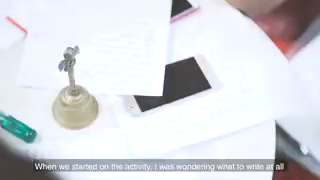 When we started on the activity, I was wondering what to write at all